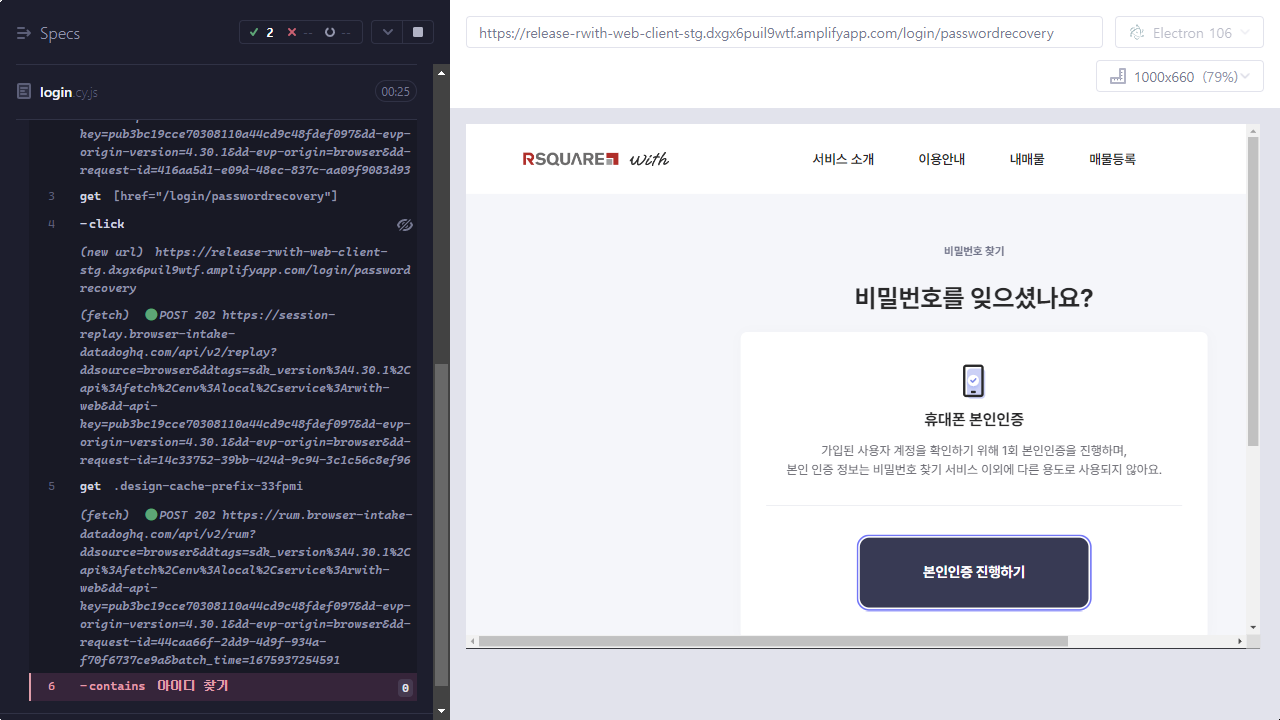 Specs
2
--
--
login.cy.js
00:25
key=pub3bc19cce70308110a44cd9c48fdef097&dd-evp-
origin-version=4.30.1&dd-evp-origin=browser&dd-
request-id=416aa5d1-e09d-48ec-837c-aa09f9083d93
3 get [href="/login/passwordrecovery"]
4 -click
(new url) https://release-rwith-web-client-
stg.dxgx6puil9wtf.amplifyapp.com/login/password
recovery
(fetch) POST 202 https://session-
replay.browser-intake-
datadoghq.com/api/v2/replay?
ddsource=browser&ddtags=sdk_version%3A4.30.1%2C
api%3Afetch%2Cenv%3Alocal%2Cservice%3Arwith-
web&dd-api-
key=pub3bc19cce70308110a44cd9c48fdef097&dd-evp-
origin-version=4.30.1&dd-evp-origin=browser&dd-
request-id=14c33752-39bb-424d-9c94-3c1c56c8ef96
5 get .design-cache-prefix-33fpmi
(fetch) POST 202 https://rum.browser-intake-
datadoghq.com/api/v2/rum?
ddsource=browser&ddtags=sdk_version%3A4.30.1%2C
api%3Afetch%2Cenv%3Alocal%2Cservice%3Arwith-
web&dd-api-
key=pub3bc19cce70308110a44cd9c48fdef097&dd-evp-
origin-version=4.30.1&dd-evp-origin=browser&dd-
request-id=44caa66f-2dd9-4d9f-934a-
f70f6737ce9a&batch_time=1675937254591
6 -contains 아이디 찾기 0
https://release-rwith-web-client-stg.dxgx6puil9wtf.amplifyapp.com/login/passwordrecovery
Electron 106
1000x660 (79%)
RSQUARE with
서비스 소개 이용안내 내매물 매물등록
비밀번호 찾기
비밀번호를 잊으셨나요?
휴대폰 본인인증
가입된 사용자 계정을 확인하기 위해 1회 본인인증을 진행하며,
본인 인증 정보는 비밀번호 찾기 서비스 이외에 다른 용도로 사용되지 않아요.
본인인증 진행하기